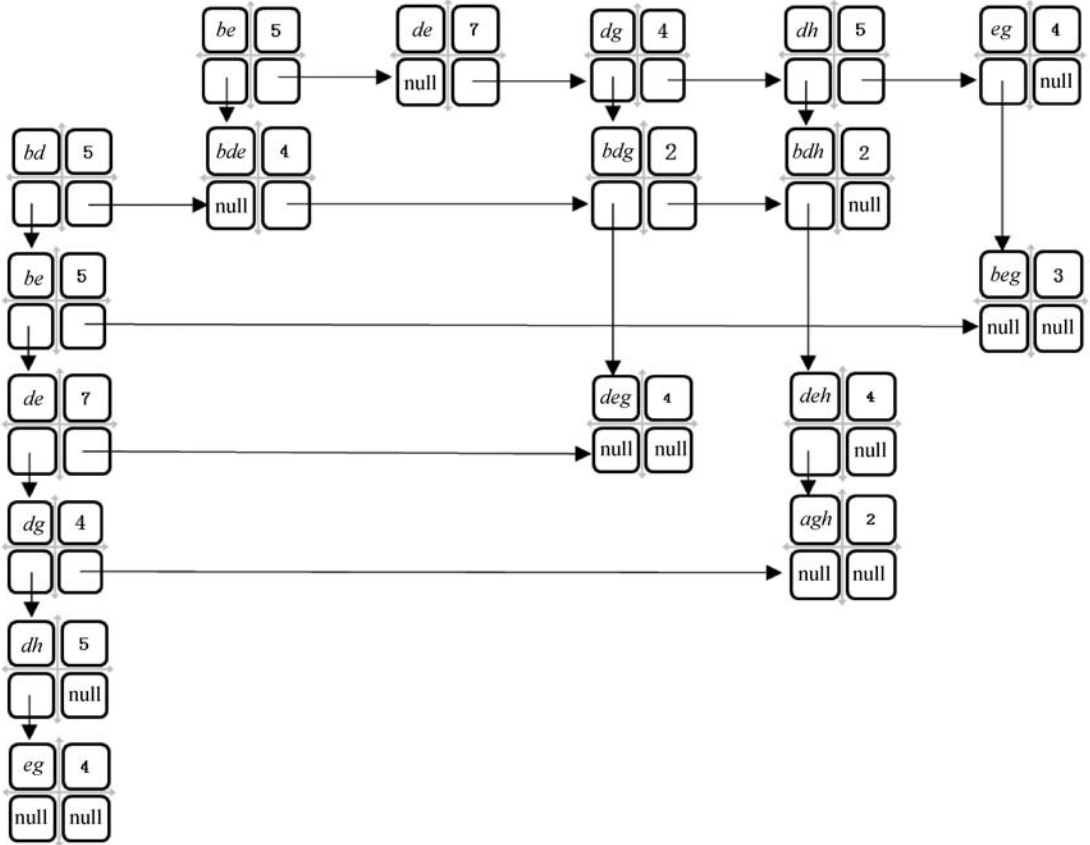 be 5 de 7 dg 4 dh 5 eg 4
null null
bd 5 bde 4 bdg 2 bdh 2
null null
be 5 beg 3
null null
de 7 deg 4 deh 4
null null null
dg 4 agh 2
null null
dh 5
null
eg 4
null null